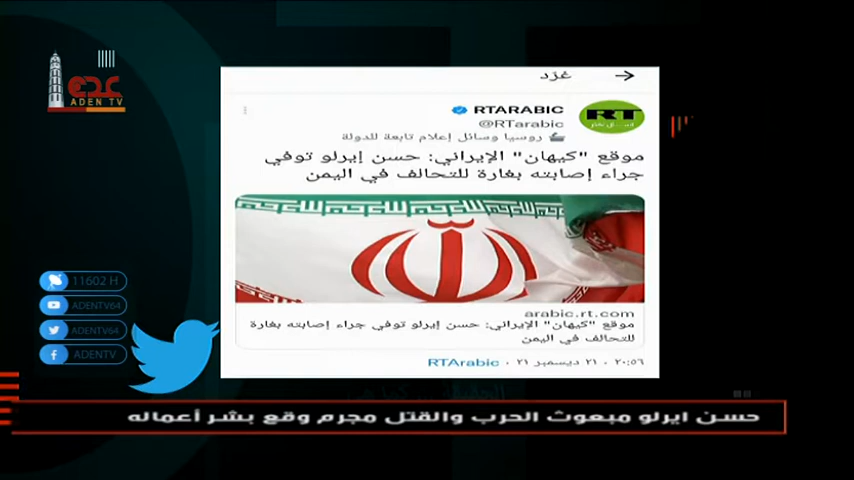 عدن
ADEN TV
غرّد
RTARABIC
@RTarabic
RT
روسيا وسائل إعلام تابعة للدولة
موقع "كيهان" الإيراني: حسن إيرلو توفي
جراء إصابته بغارة للتحالف في اليمن
arabic.rt.com
موقع "كيهان" الإيراني: حسن إيرلو توفي جراء إصابته بغارة
للتحالف في اليمن
٢٠:٥٦ · ٢١ ديسمبر ٢١ · RTArabic
11602 H
ADENTV64
ADENTV64
ADENTV
حسن ايرلو مبعوث الحرب والقتل مجرم وقع بشر أعماله